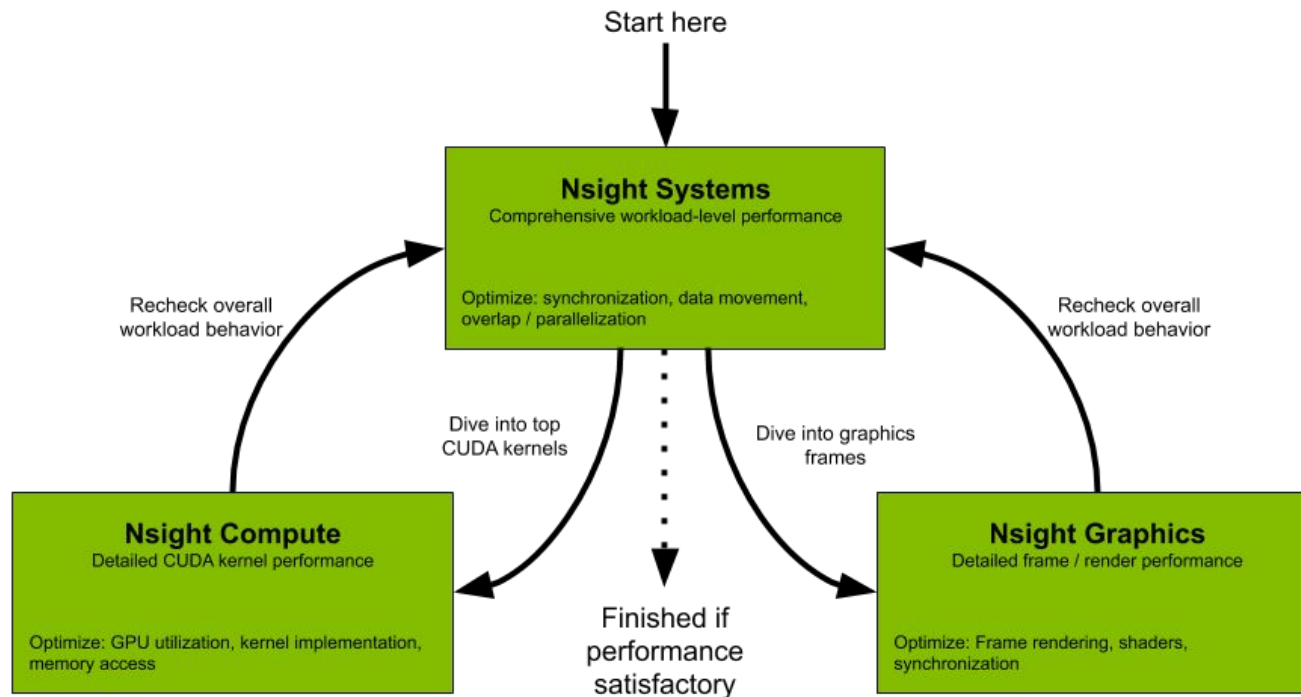 Start here
Nsight Systems
Comprehensive workload-level performance
Optimize: synchronization, data movement,
overlap / parallelization
Recheck overall
workload behavior
Recheck overall
workload behavior
Dive into top
CUDA kernels
Dive into graphics
frames
Nsight Compute
Detailed CUDA kernel performance
Optimize: GPU utilization, kernel implementation,
memory access
Finished if
performance
satisfactory
Nsight Graphics
Detailed frame / render performance
Optimize: Frame rendering, shaders,
synchronization